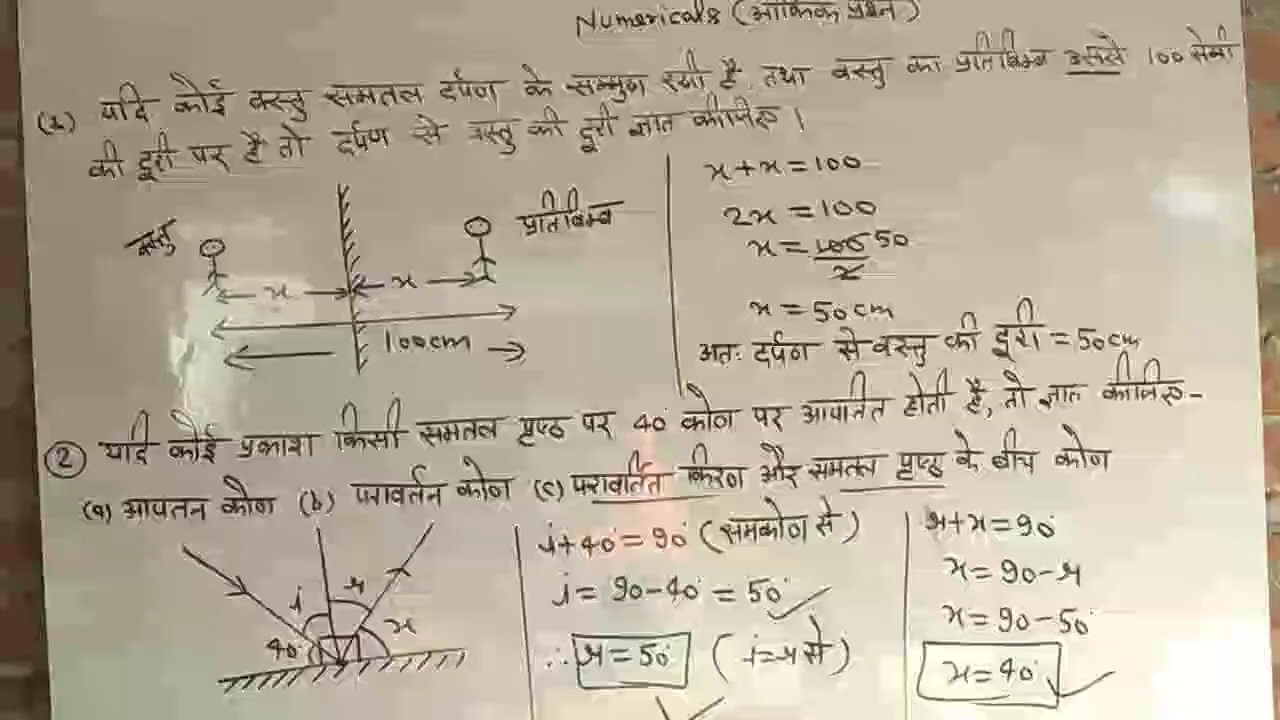 Numericals (आंकिक प्रश्न)
(1) यदि कोई वस्तु समतल दर्पण के सम्मुख रखी है, तथा वस्तु का प्रतिबिम्ब उससे 100 सेमी
की दूरी पर है तो दर्पण से वस्तु की दूरी ज्ञात कीजिए।
वस्तु
प्रतिबिम्ब
x
x
100cm
x+x=100
2x=100
x=100 50
2
x=50cm
अतः दर्पण से वस्तु की दूरी=50cm
② यदि कोई प्रकाश किसी समतल पृष्ठ पर 40° कोण पर आपतित होती है, तो ज्ञात कीजिए-
(a) आपतन कोण (b) परावर्तन कोण (c) परावर्तित किरण और समतल पृष्ठ के बीच कोण
i
r
40°
x
i+40°=90° (समकोण से)
i=90-40°=50°
∴ r=50° (i=r से)
r+x=90°
x=90-r
x=90-50°
x=40°